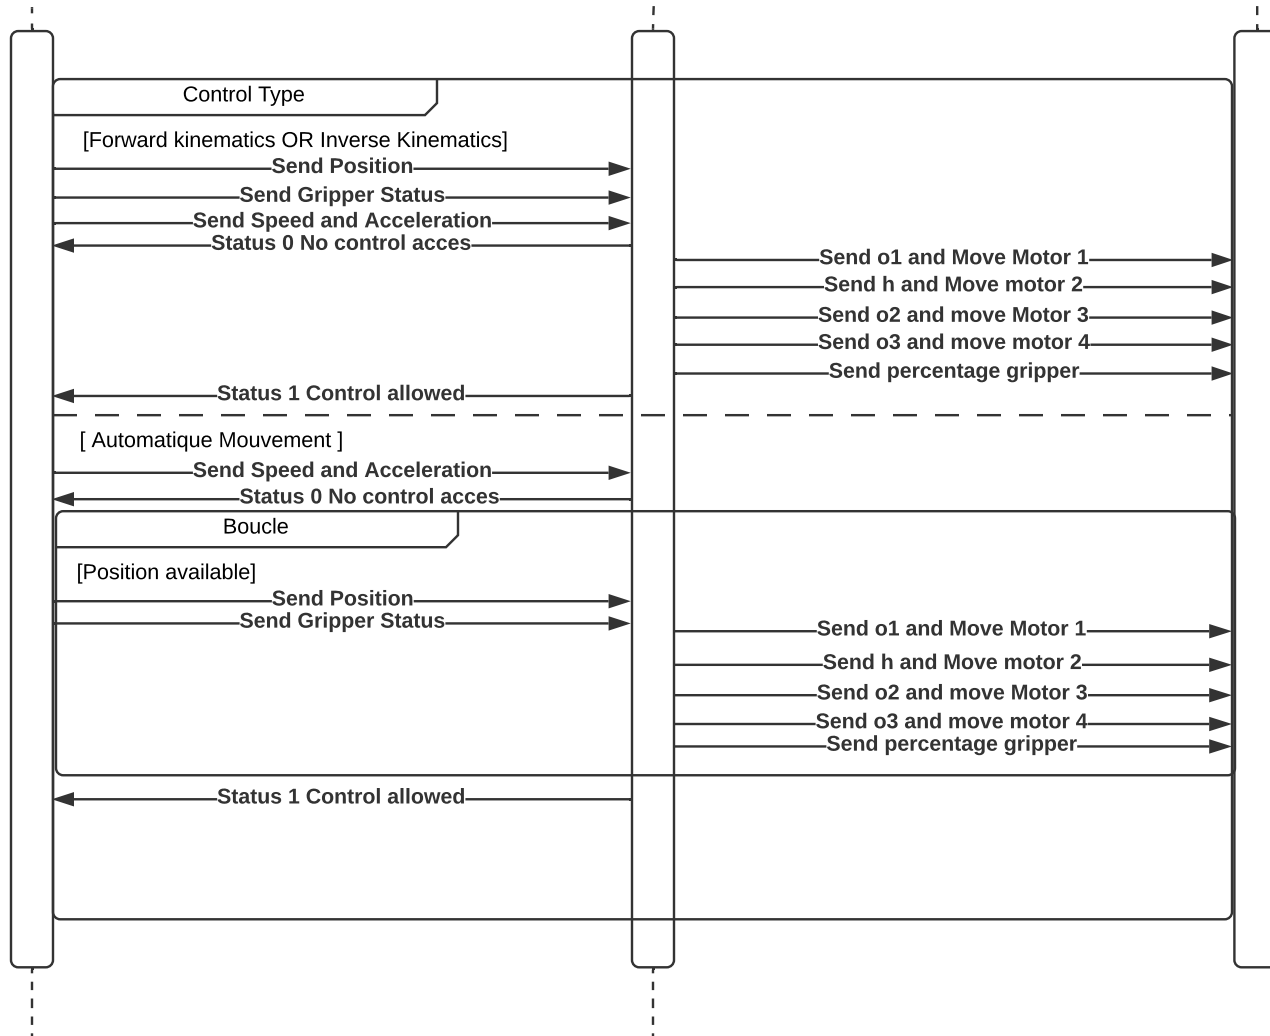 Control Type
[Forward kinematics OR Inverse Kinematics]
Send Position
Send Gripper Status
Send Speed and Acceleration
Status 0 No control acces
Send o1 and Move Motor 1
Send h and Move motor 2
Send o2 and move Motor 3
Send o3 and move motor 4
Send percentage gripper
Status 1 Control allowed
[ Automatique Mouvement ]
Send Speed and Acceleration
Status 0 No control acces
Boucle
[Position available]
Send Position
Send Gripper Status
Send o1 and Move Motor 1
Send h and Move motor 2
Send o2 and move Motor 3
Send o3 and move motor 4
Send percentage gripper
Status 1 Control allowed